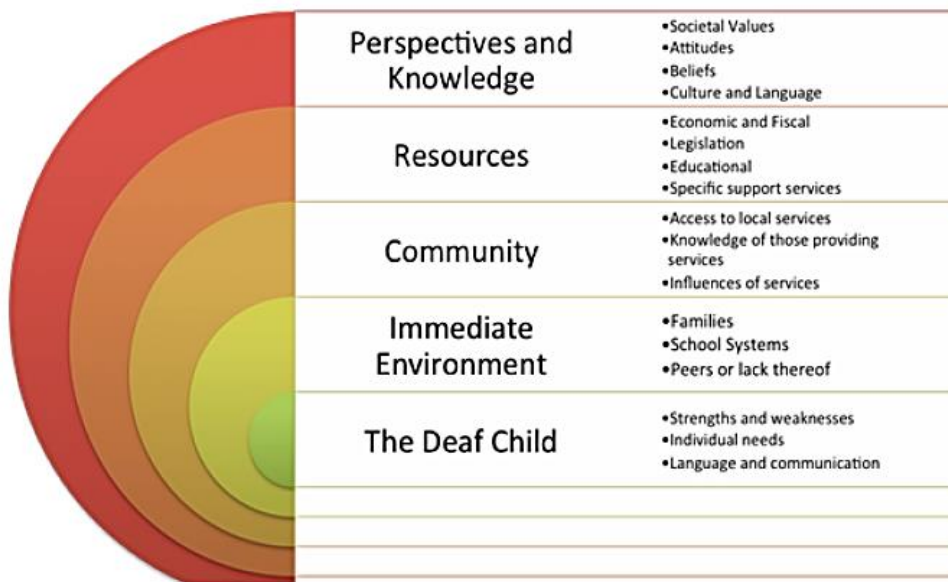 Perspectives and
Knowledge
•Societal Values
•Attitudes
•Beliefs
•Culture and Language
Resources
•Economic and Fiscal
•Legislation
•Educational
•Specific support services
Community
•Access to local services
•Knowledge of those providing
services
•Influences of services
Immediate
Environment
•Families
•School Systems
•Peers or lack thereof
The Deaf Child
•Strengths and weaknesses
•Individual needs
•Language and communication